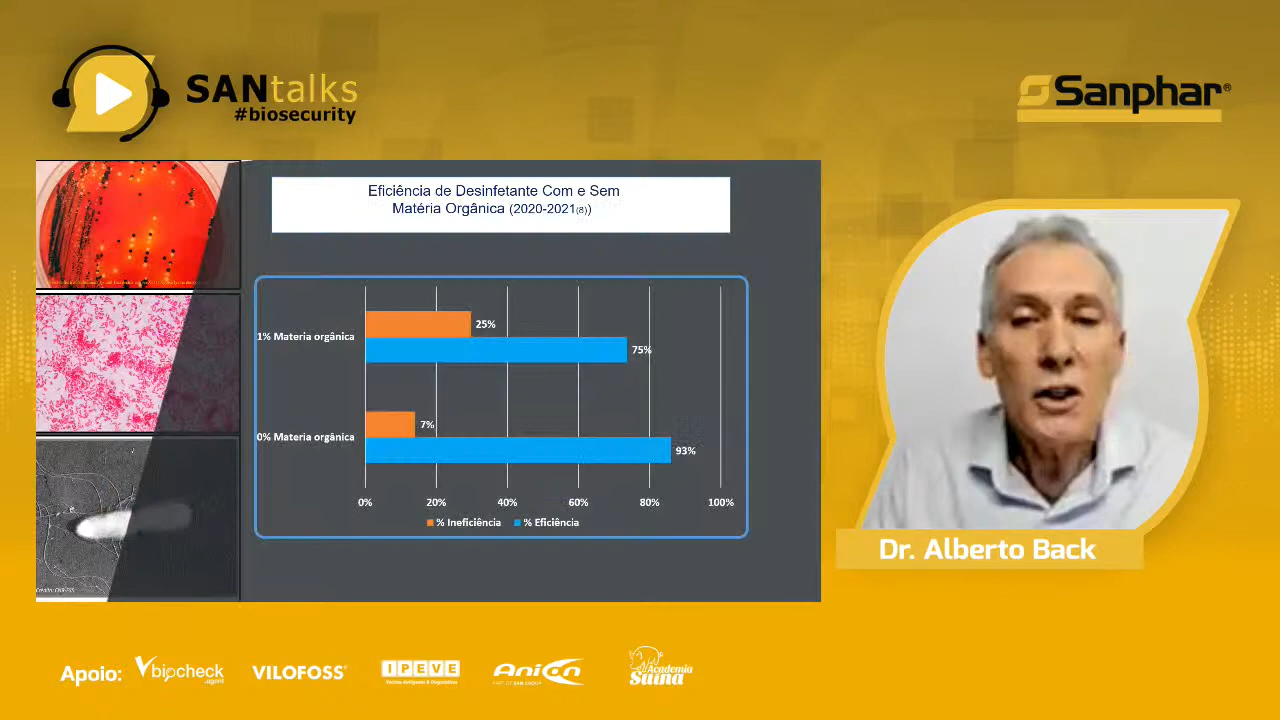 SANtalks
#biosecurity
Sanphar®
Eficiência de Desinfetante Com e Sem
Matéria Orgânica (2020-2021(8))
1% Materia orgânica
25%
75%
0% Materia orgânica
7%
93%
0% 20% 40% 60% 80% 100%
% Ineficiência % Eficiência
Dr. Alberto Back
Apoio: biocheck VILOFOSS® IPEVE Anicon Academia
Suína